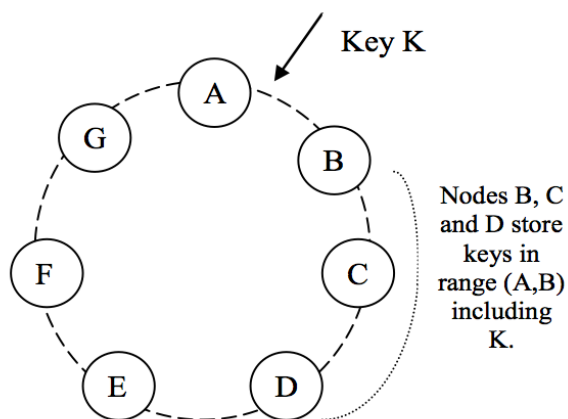 Key K
A
B
G
Nodes B, C
and D store
keys in
range (A,B)
including
K.
F
C
E
D